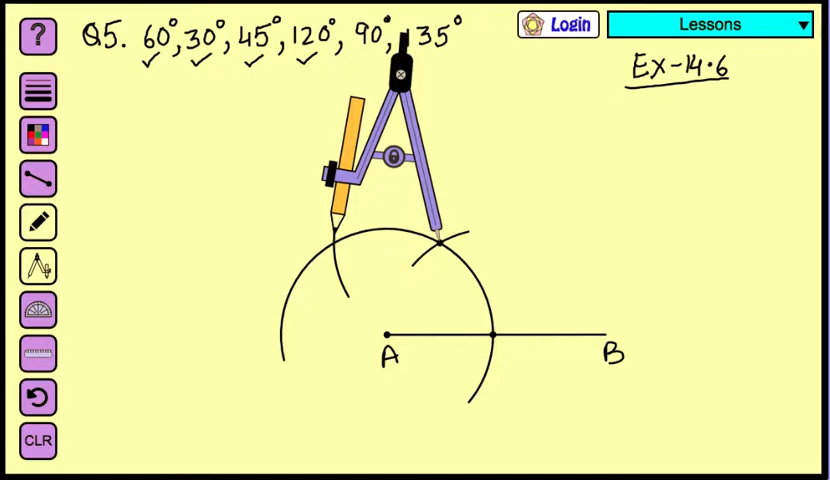 Q5. 60°, 30°, 45°, 120°, 90°, 135°
Login
Lessons
Ex-14.6
?
A
B
CLR